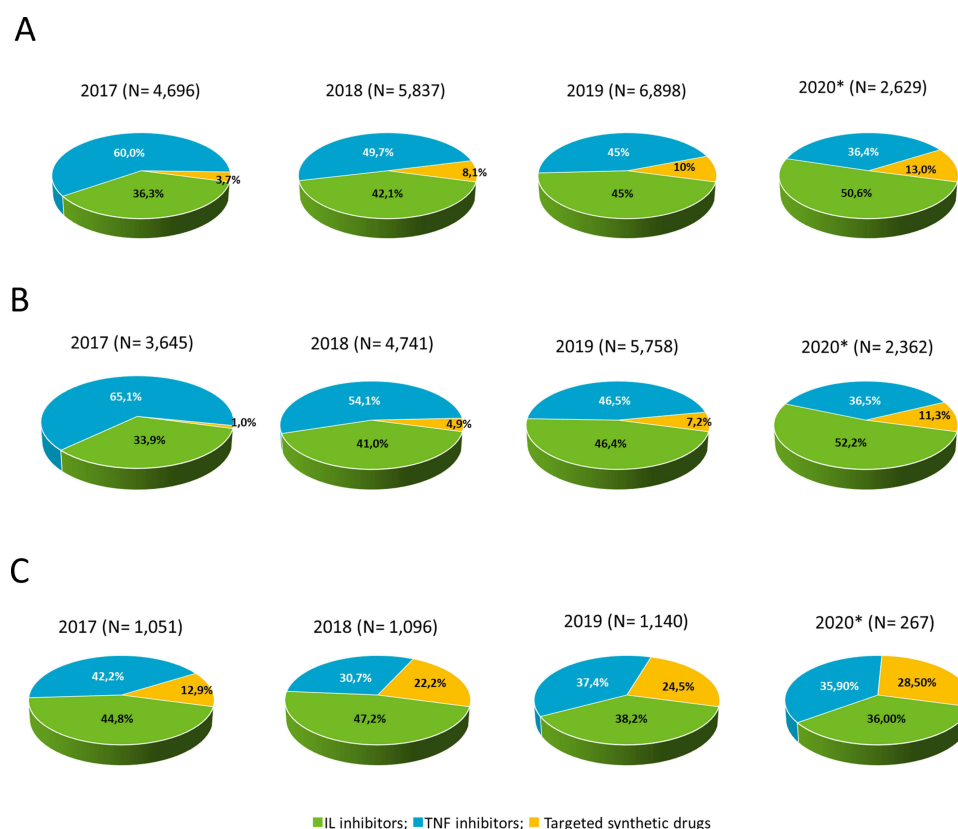 A
2017 (N= 4,696)
2018 (N= 5,837)
2019 (N= 6,898)
2020* (N= 2,629)
60,0%
3,7%
36,3%
49,7%
8,1%
42,1%
45%
10%
45%
36,4%
13,0%
50,6%
B
2017 (N= 3,645)
2018 (N= 4,741)
2019 (N= 5,758)
2020* (N= 2,362)
65,1%
1,0%
33,9%
54,1%
4,9%
41,0%
46,5%
7,2%
46,4%
36,5%
11,3%
52,2%
C
2017 (N= 1,051)
2018 (N= 1,096)
2019 (N= 1,140)
2020* (N= 267)
42,2%
12,9%
44,8%
30,7%
22,2%
47,2%
37,4%
24,5%
38,2%
35,90%
28,50%
36,00%
IL inhibitors; TNF inhibitors; Targeted synthetic drugs